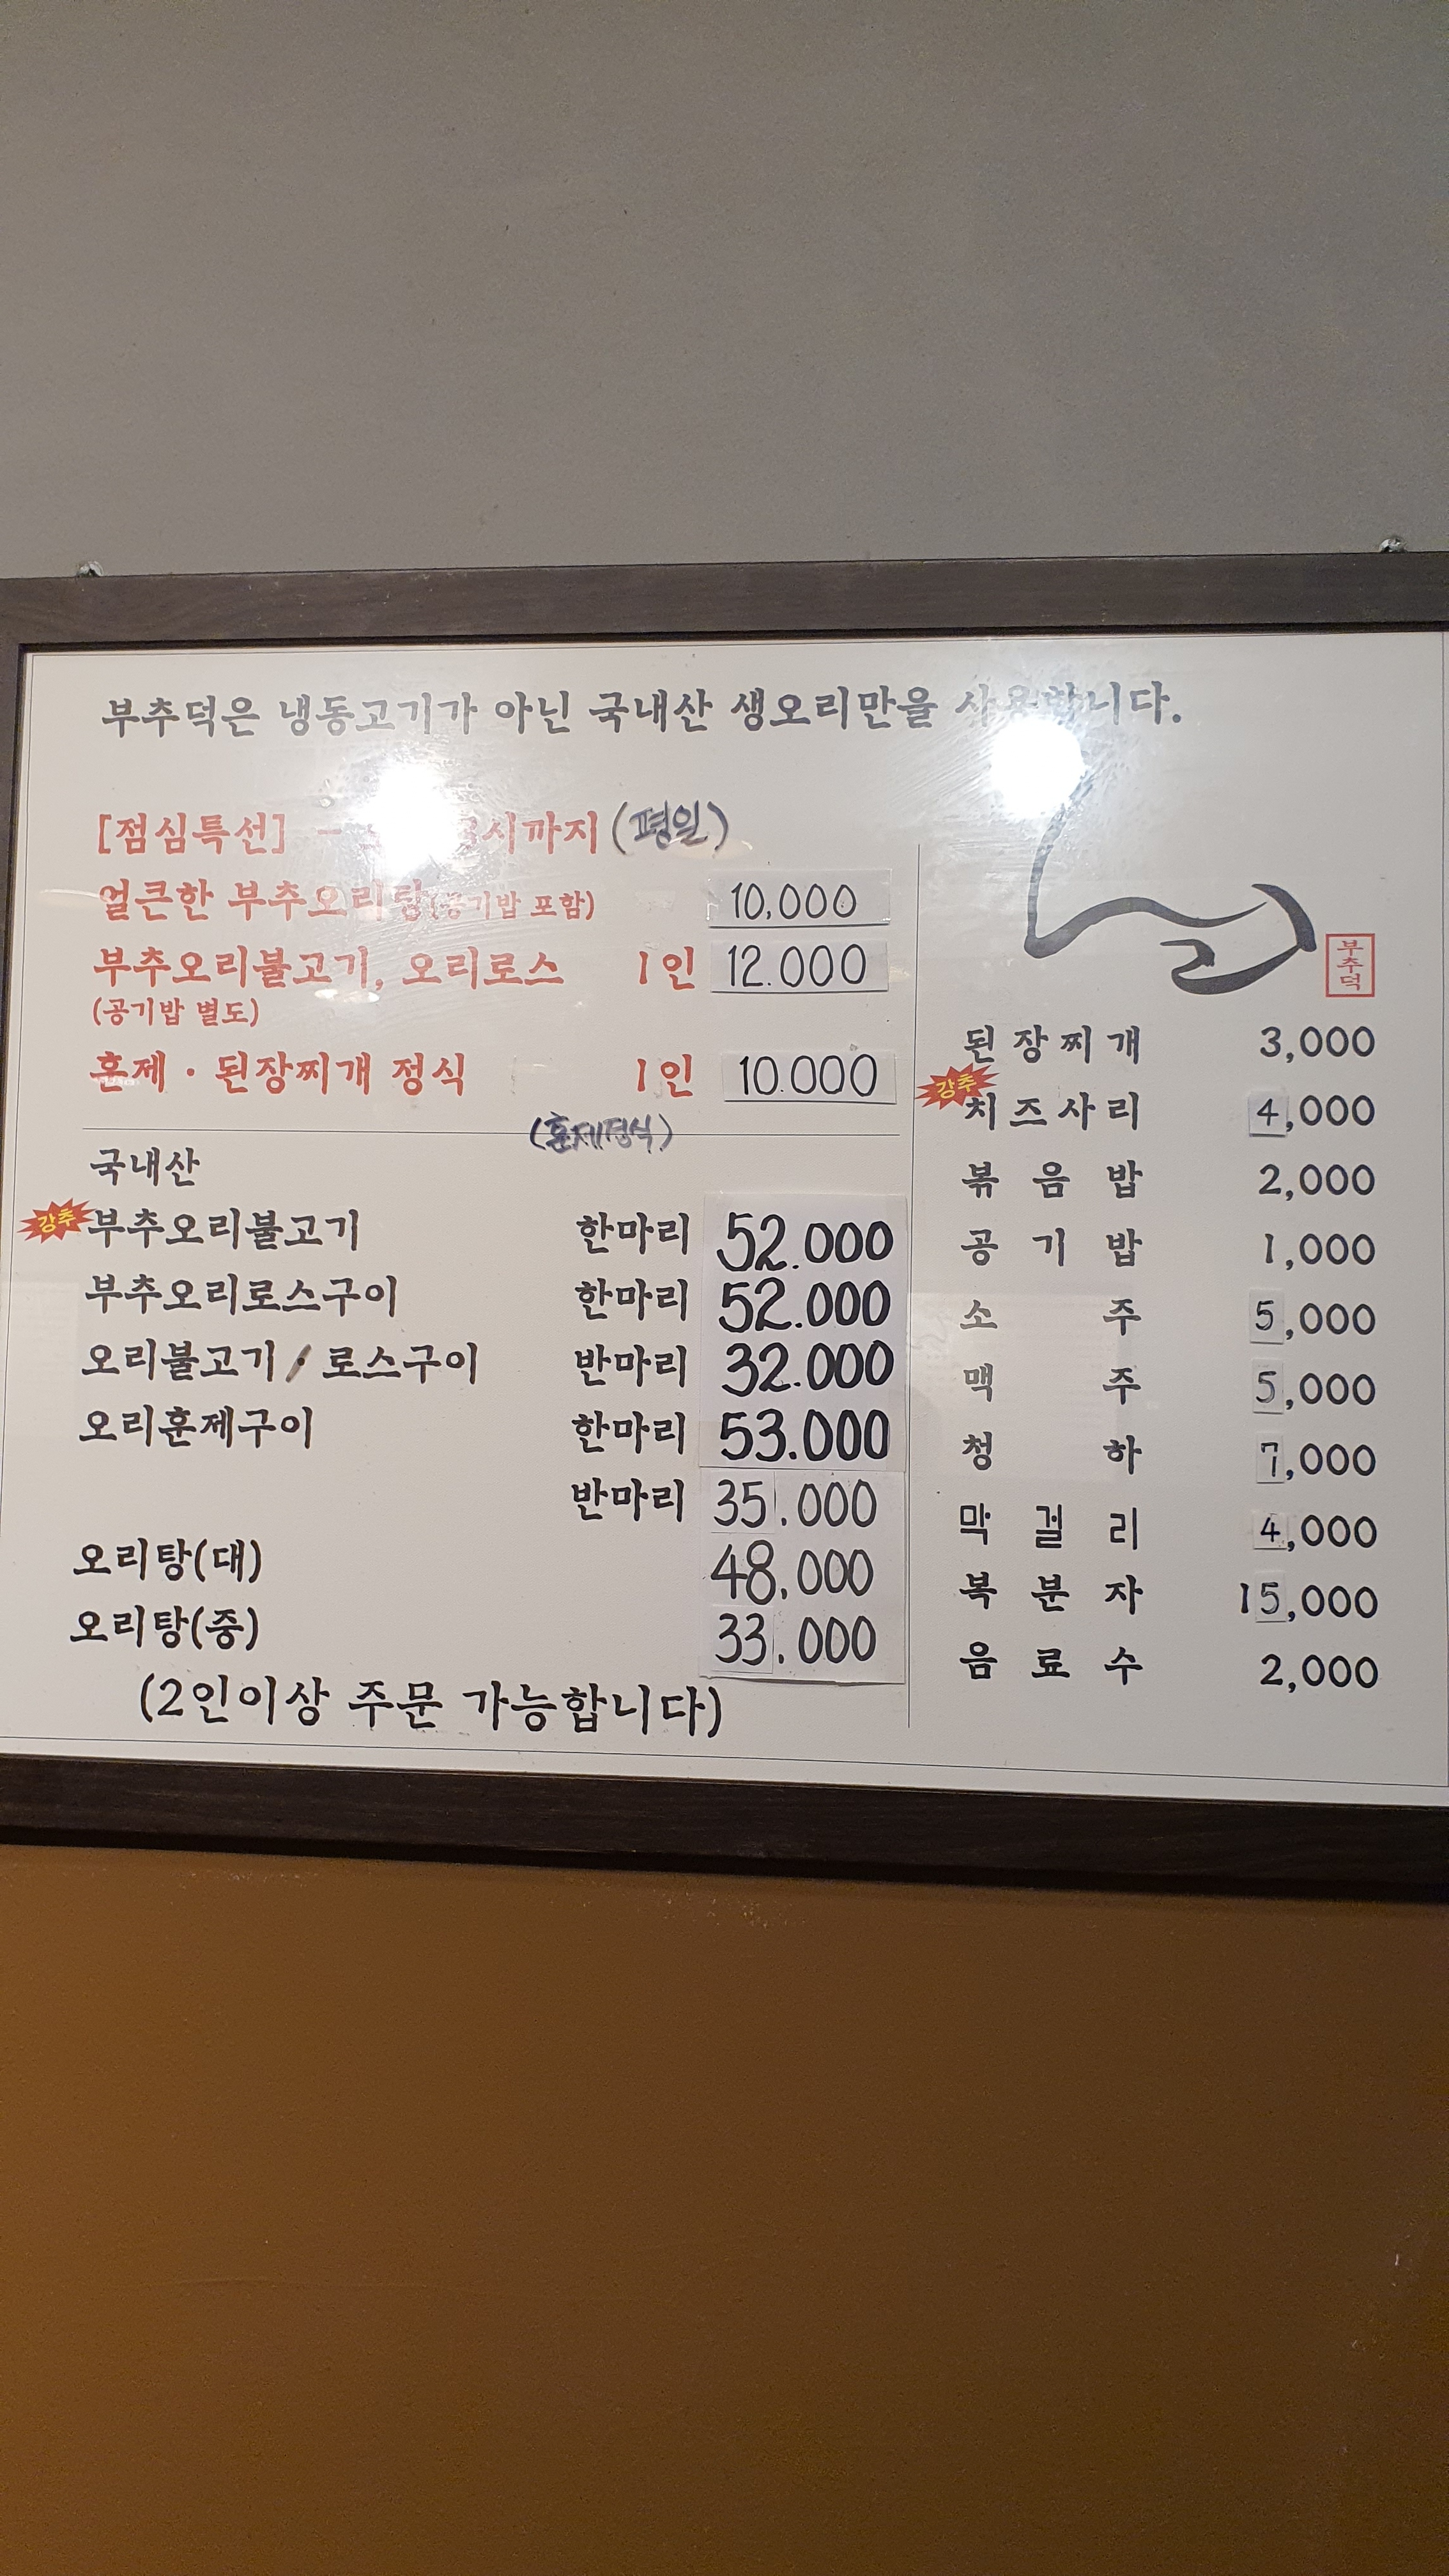 부추덕은 냉동고기가 아닌 국내산 생오리만을 사용합니다.
[점심특선] - 시까지 (평일)
얼큰한 부추오리탕(공기밥 포함) 10,000
부추오리불고기, 오리로스 1인 12.000
(공기밥 별도)
훈제·된장찌개 정식 1인 10.000
(훈제정식)
국내산
강추 부추오리불고기 한마리 52.000
부추오리로스구이 한마리 52.000
오리불고기/로스구이 반마리 32.000
오리훈제구이 한마리 53.000
반마리 35.000
오리탕(대) 48,000
오리탕(중) 33.000
(2인이상 주문 가능합니다)
부추덕
된장찌개 3,000
강추 치즈사리 4,000
볶음밥 2,000
공기밥 1,000
소주 5,000
맥주 5,000
청하 7,000
막걸리 4,000
복분자 15,000
음료수 2,000